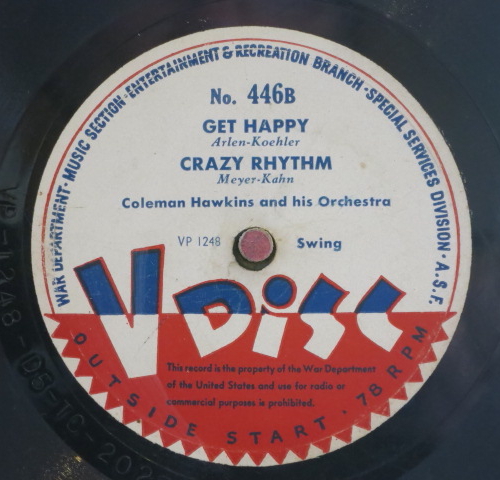 WAR DEPARTMENT·MUSIC SECTION·ENTERTAINMENT & RECREATION BRANCH·SPECIAL SERVICES DIVISION·A.S.F.
No. 446B
GET HAPPY
Arlen-Koehler
CRAZY RHYTHM
Meyer-Kahn
Coleman Hawkins and his Orchestra
VP 1248 Swing
V DISC
This record is the property of the War Department
of the United States and use for radio or
commercial purposes is prohibited.
OUTSIDE START · 78 RPM